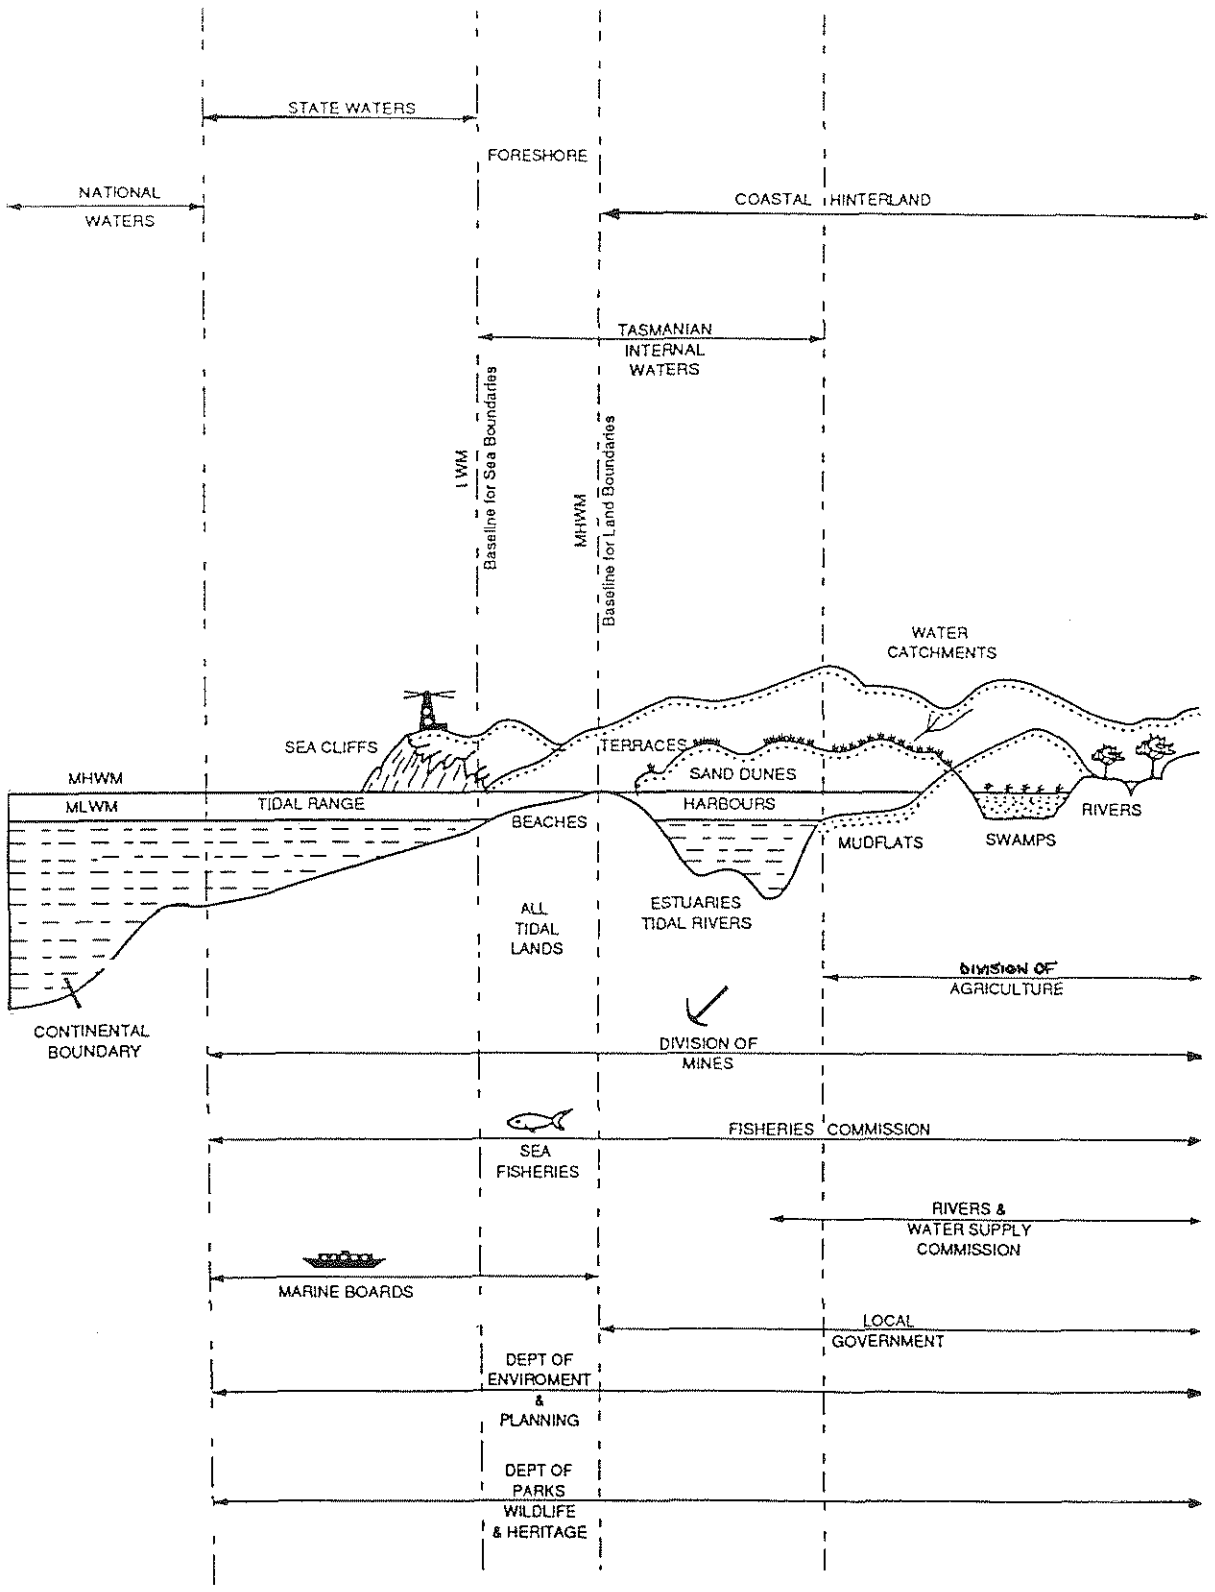 STATE WATERS
FORESHORE
NATIONAL
WATERS
COASTAL HINTERLAND
TASMANIAN
INTERNAL
WATERS
LWM
Baseline for Sea Boundaries
MHWM
Baseline for Land Boundaries
WATER
CATCHMENTS
SEA CLIFFS
TERRACES
SAND DUNES
MHWM
MLWM
TIDAL RANGE
BEACHES
HARBOURS
RIVERS
MUDFLATS
SWAMPS
ESTUARIES
TIDAL RIVERS
ALL
TIDAL
LANDS
DIVISION OF
AGRICULTURE
CONTINENTAL
BOUNDARY
DIVISION OF
MINES
FISHERIES COMMISSION
SEA
FISHERIES
RIVERS &
WATER SUPPLY
COMMISSION
MARINE BOARDS
LOCAL
GOVERNMENT
DEPT OF
ENVIROMENT
&
PLANNING
DEPT OF
PARKS
WILDLIFE
& HERITAGE